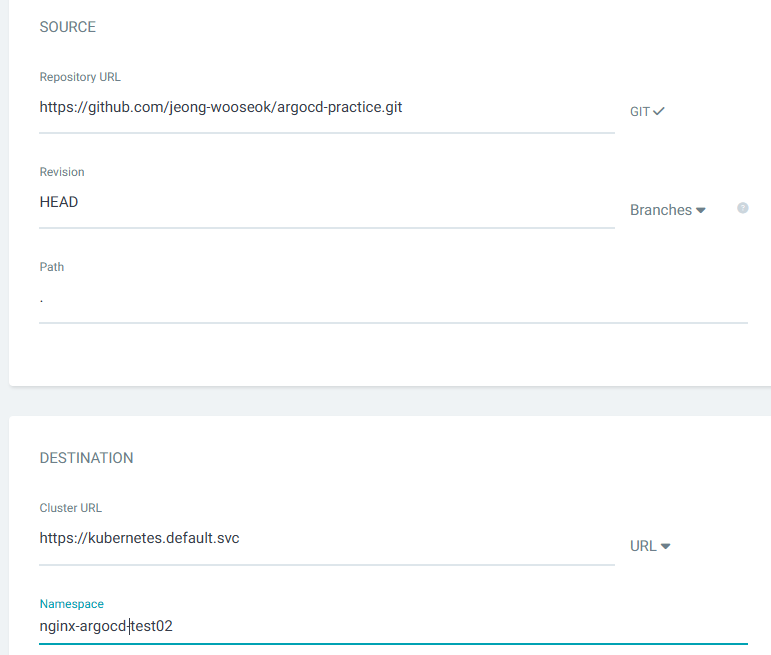 SOURCE
Repository URL
https://github.com/jeong-wooseok/argocd-practice.git
GIT
Revision
HEAD
Branches
?
Path
.
DESTINATION
Cluster URL
https://kubernetes.default.svc
URL
Namespace
nginx-argocd-test02